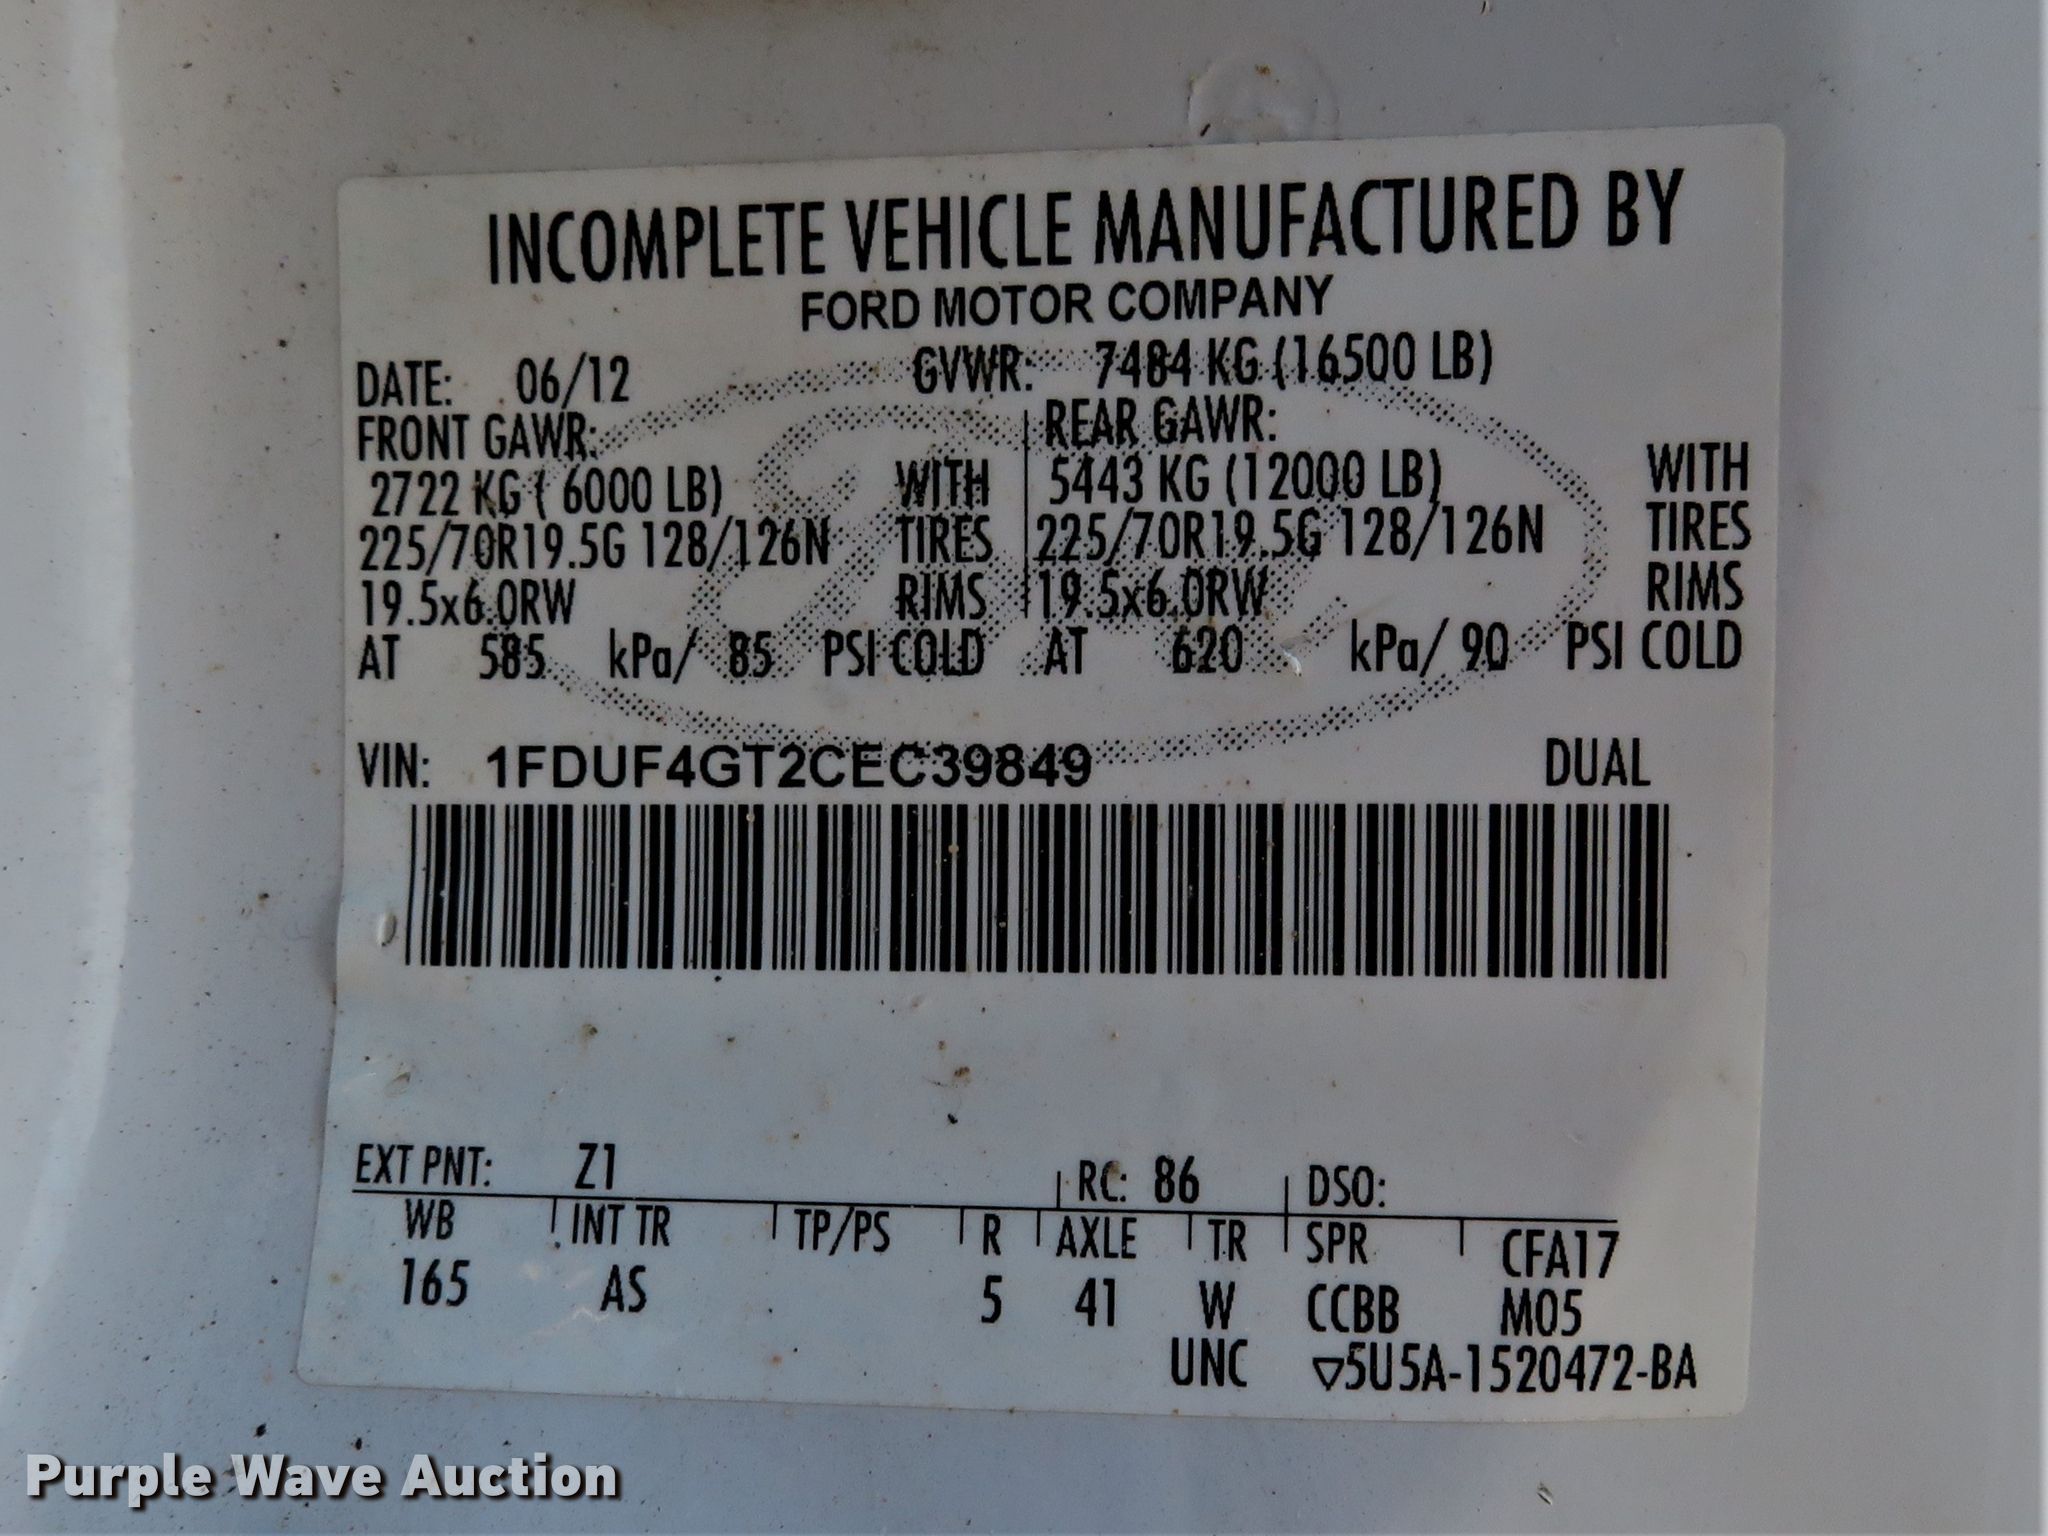 INCOMPLETE VEHICLE MANUFACTURED BY
FORD MOTOR COMPANY
DATE: 06/12 GVWR: 7484 KG (16500 LB)
FRONT GAWR: REAR GAWR:
2722 KG ( 6000 LB) WITH 5443 KG (12000 LB) WITH
225/70R19.5G 128/126N TIRES 225/70R19.5G 128/126N TIRES
19.5x6.0RW RIMS 19.5x6.0RW RIMS
AT 585 kPa/ 85 PSI COLD AT 620 kPa/ 90 PSI COLD
VIN: 1FDUF4GT2CEC39849 DUAL
EXT PNT: Z1 RC: 86 DSO:
WB INT TR TP/PS R AXLE TR SPR CFA17
165 AS 5 41 W CCBB M05
UNC ▽5U5A-1520472-BA
Purple Wave Auction